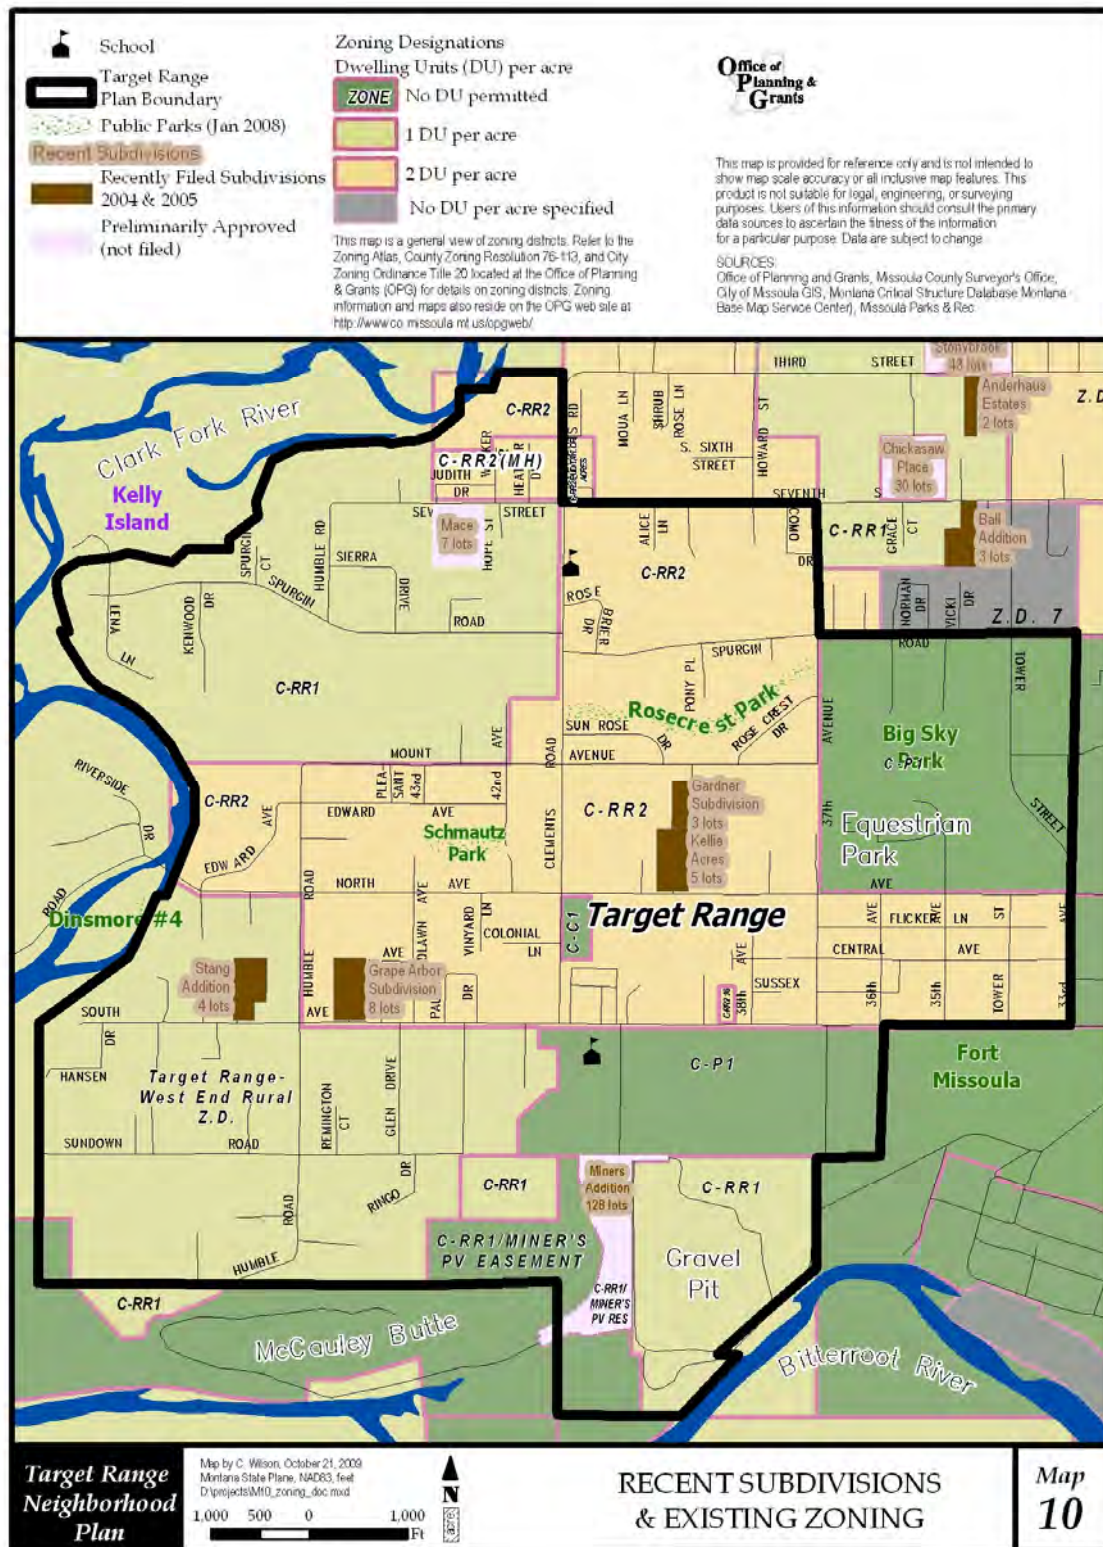 School
Target Range
Plan Boundary
Public Parks (Jan 2008)
Recent Subdivisions
Recently Filed Subdivisions
2004 & 2005
Preliminarily Approved
(not filed)
Zoning Designations
Dwelling Units (DU) per acre
ZONE No DU permitted
1 DU per acre
2 DU per acre
No DU per acre specified
This map is a general view of zoning districts. Refer to the
Zoning Atlas, County Zoning Resolution 76-113, and City
Zoning Ordinance Title 20 located at the Office of Planning
& Grants (OPG) for details on zoning districts. Zoning
information and maps also reside on the OPG web site at
http://www.co.missoula.mt.us/opgweb/
Office of
Planning &
Grants
This map is provided for reference only and is not intended to
show map scale accuracy or all inclusive map features. This
product is not suitable for legal, engineering, or surveying
purposes. Users of this information should consult the primary
data sources to ascertain the fitness of the information
for a particular purpose. Data are subject to change.
SOURCES:
Office of Planning and Grants, Missoula County Surveyor's Office,
City of Missoula GIS, Montana Critical Structure Database Montana
Base Map Service Center), Missoula Parks & Rec
Stonybrook
43 lots
THIRD STREET
Anderhaus
Estates
2 lots
Z.D
C-RR2
MOUA LN
SHRUB
ROSE LN
HOWARD ST
S. SIXTH
STREET
Clark Fork River
Kelly
Island
C-RR2(MH)
JUDITH
DR
Chickasaw
Place
30 lots
SEVENTH S
SEV STREET
Mace
7 lots
HOPE ST
HUMBLE RD
SPURGIN
CT
SIERRA
DRIVE
SPURGIN
ROAD
ALICE
LN
C-RR2
C-RR1
GRACE
CT
Ball
Addition
3 lots
NORMAN
DR
VICKI
DR
Z.D. 7
ROAD
TOWER
LENA
LN
KENWOOD
DR
ROSE
BRIER
DR
SPURGIN
PONY PL
C-RR1
Rosecrest Park
SUN ROSE
DR
ROSE CREST
DR
AVENUE
37th
Big Sky
Park
C-P1
STREET
MOUNT
AVENUE
AVE
42nd
ROAD
CLEMENTS
RIVERSIDE
DR
ROAD
C-RR2
AVE
EDWARD
PLEA
SANT
43rd
EDWARD AVE
Schmautz
Park
C-RR2
Gardner
Subdivision
3 lots
Kellie
Acres
5 lots
Equestrian
Park
NORTH AVE
AVE
Dinsmore #4
ROAD
HUMBLE
AVE
VINYARD
LN
COLONIAL
LN
DR
C-C1
Target Range
AVE
FLICKER LN
CENTRAL AVE
AVE
38th
SUSSEX
36th
AVE
35th
AVE
TOWER
ST
33rd
AVE
Stang
Addition
4 lots
Grape Arbor
Subdivision
8 lots
SOUTH AVE
DR
HANSEN
Target Range-
West End Rural
Z.D.
REMINGTON
CT
GLEN DRIVE
C-P1
Fort
Missoula
SUNDOWN ROAD
RINGO
DR
C-RR1
Miners
Addition
128 lots
C-RR1
ROAD
HUMBLE
C-RR1/MINER'S
PV EASEMENT
Gravel
Pit
C-RR1/
MINER'S
PV RES
C-RR1
McCauley Butte
Bitterroot River
Target Range
Neighborhood
Plan
Map by C. Wilson, October 21, 2009
Montana State Plane, NAD83, feet
D:\projects\M10_zoning_doc.mxd
1,000 500 0 1,000
Ft
N
acre
RECENT SUBDIVISIONS
& EXISTING ZONING
Map
10